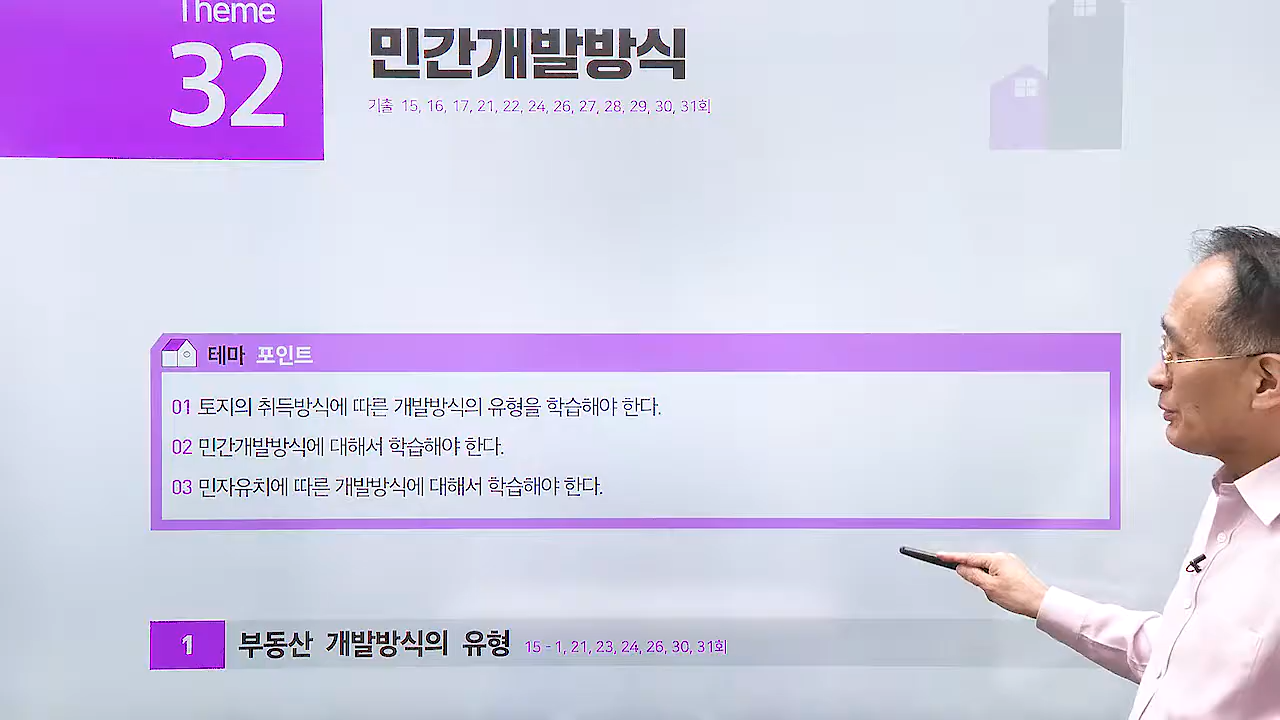 Theme
32
민간개발방식
기출 15, 16, 17, 21, 22, 24, 26, 27, 28, 29, 30, 31회
테마 포인트
01 토지의 취득방식에 따른 개발방식의 유형을 학습해야 한다.
02 민간개발방식에 대해서 학습해야 한다.
03 민자유치에 따른 개발방식에 대해서 학습해야 한다.
1 부동산 개발방식의 유형 15 - 1, 21, 23, 24, 26, 30, 31회